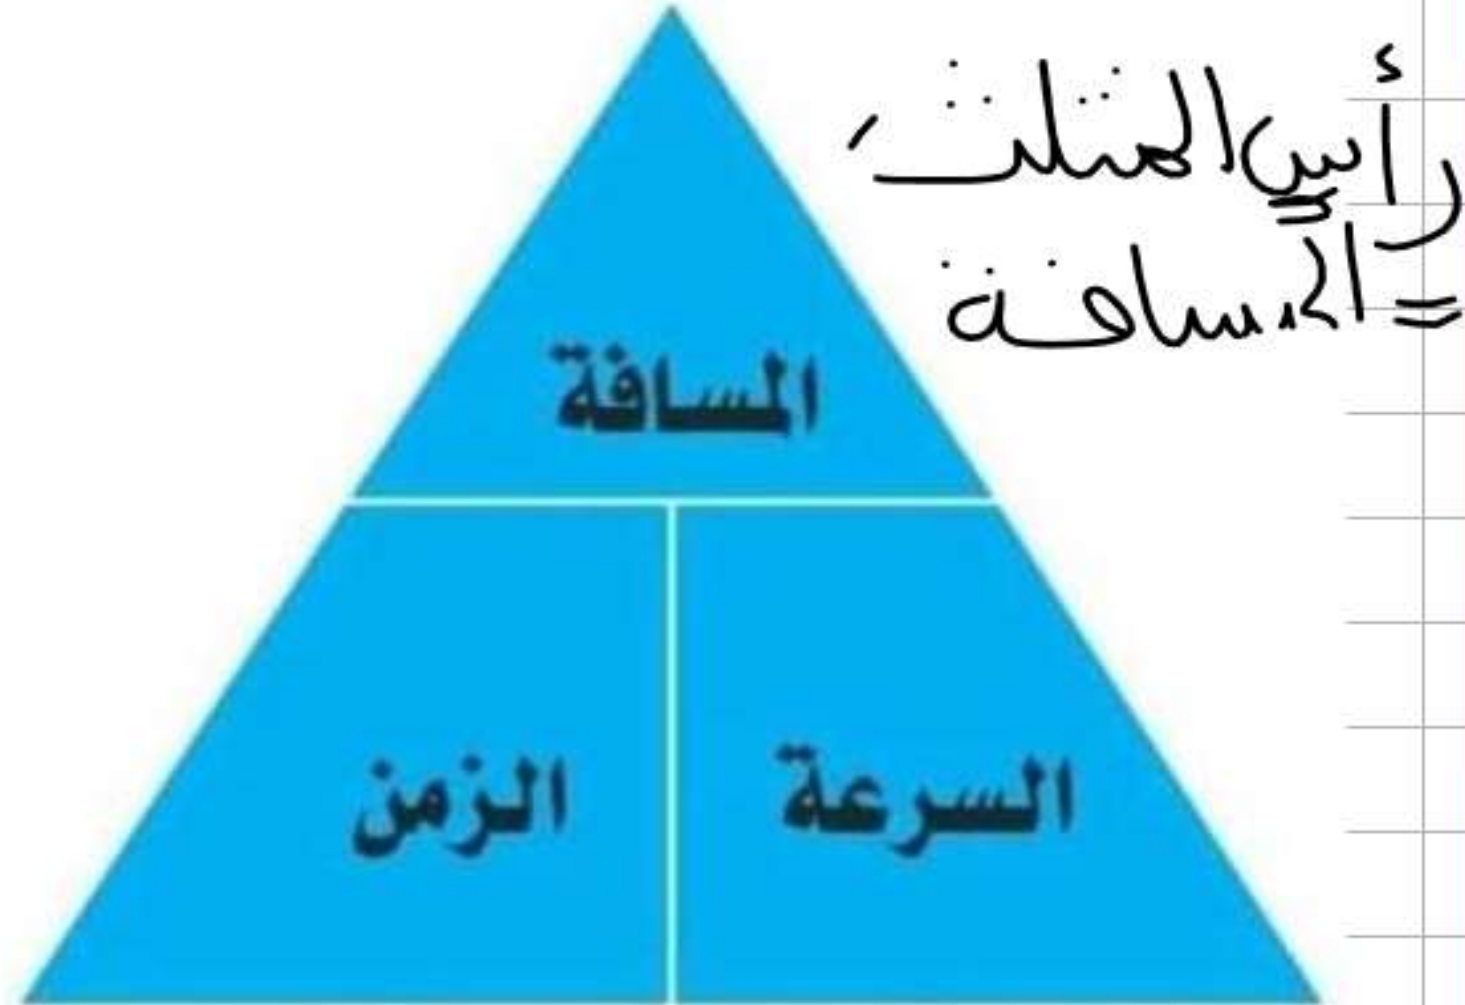 رأس المثلث
= المسافة
المسافة
السرعة
الزمن